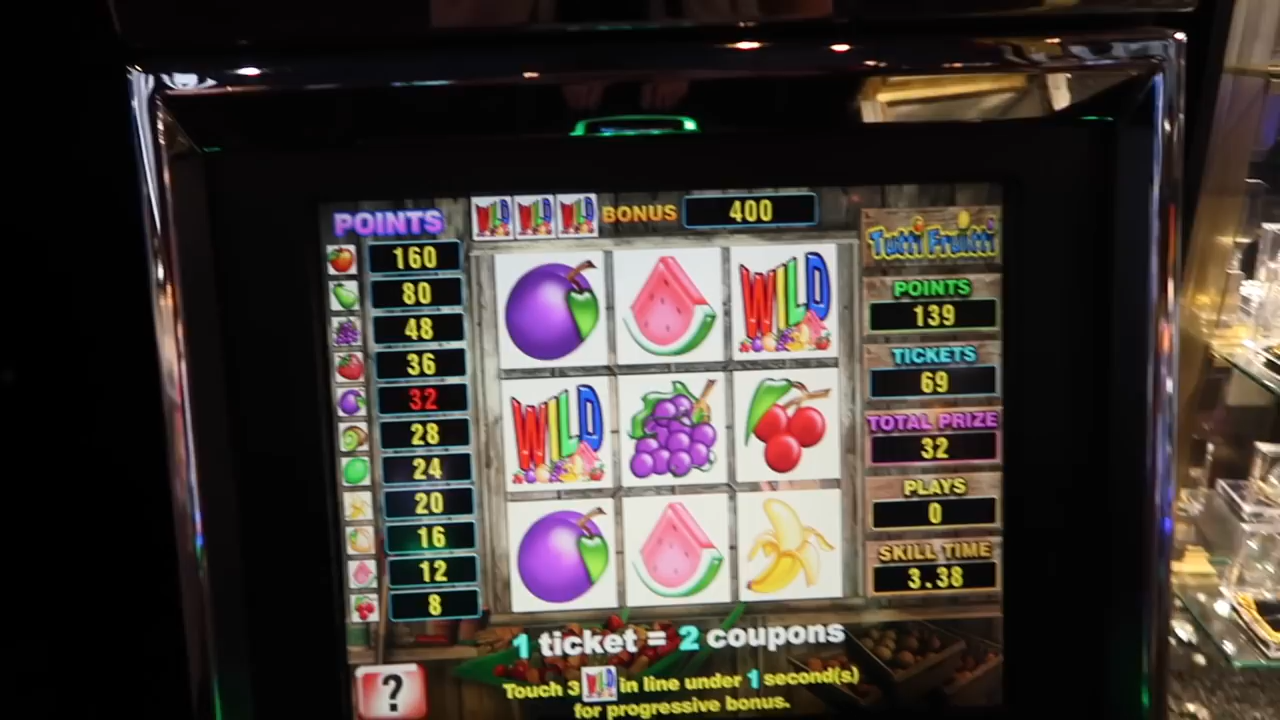 POINTS
160
80
48
36
32
28
24
20
16
12
8
WILD WILD WILD BONUS 400
WILD
WILD
Tutti Fruitti
POINTS
139
TICKETS
69
TOTAL PRIZE
32
PLAYS
0
SKILL TIME
3.38
1 ticket = 2 coupons
?
Touch 3 WILD in line under 1 second(s)
for progressive bonus.